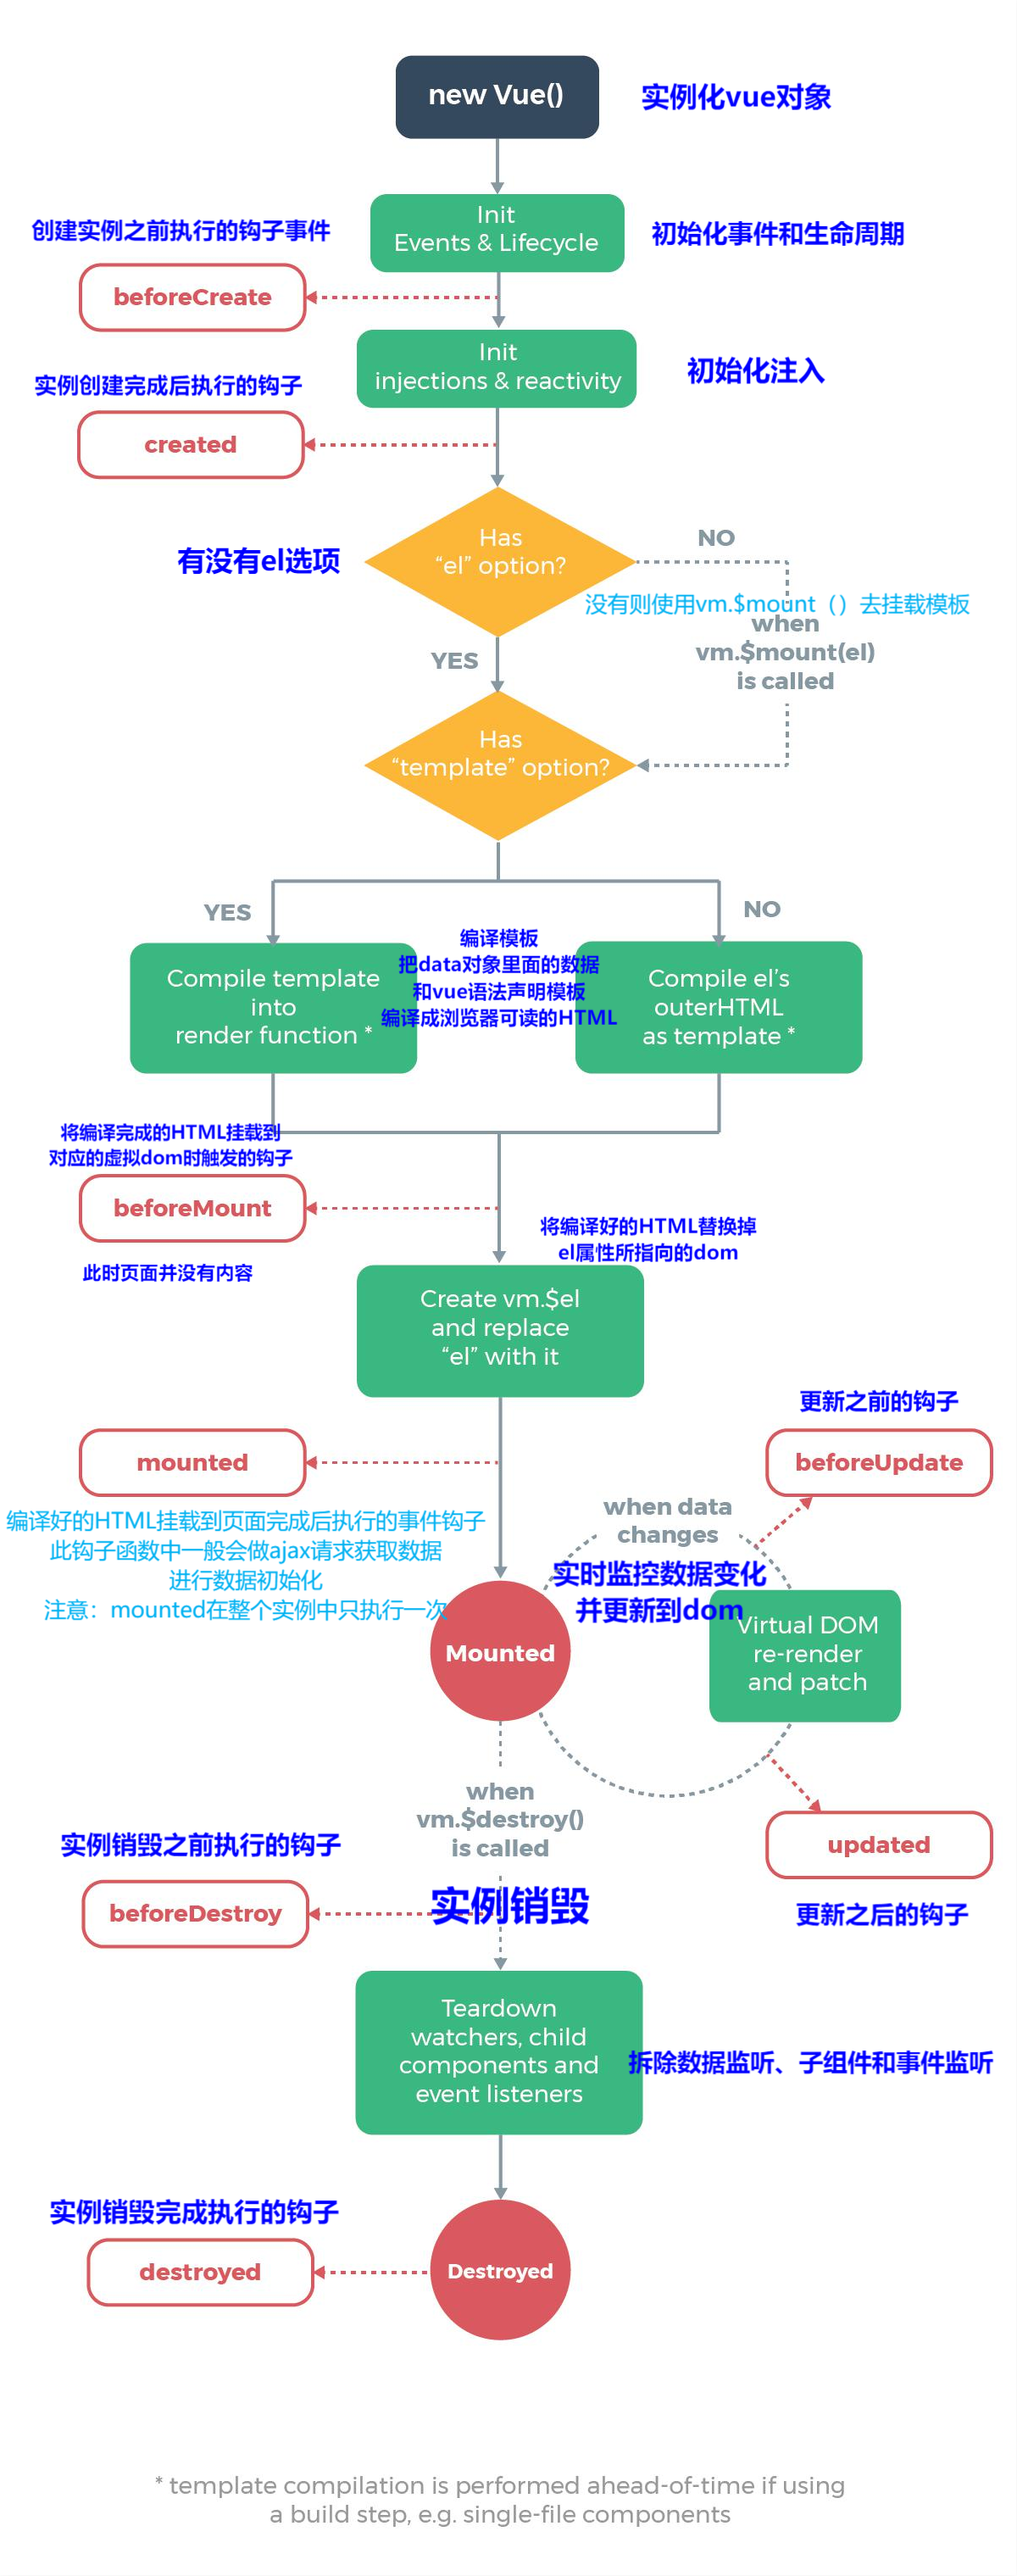 new Vue()
实例化vue对象
Init
Events & Lifecycle
初始化事件和生命周期
创建实例之前执行的钩子事件
beforeCreate
Init
injections & reactivity
初始化注入
实例创建完成后执行的钩子
created
Has
“el” option?
有没有el选项
NO
没有则使用vm.$mount（）去挂载模板
when
vm.$mount(el)
is called
YES
Has
“template” option?
YES
NO
Compile template
into
render function *
编译模板
把data对象里面的数据
和vue语法声明模板
编译成浏览器可读的HTML
Compile el’s
outerHTML
as template *
将编译完成的HTML挂载到
对应的虚拟dom时触发的钩子
beforeMount
此时页面并没有内容
将编译好的HTML替换掉
el属性所指向的dom
Create vm.$el
and replace
“el” with it
mounted
编译好的HTML挂载到页面完成后执行的事件钩子
此钩子函数中一般会做ajax请求获取数据
进行数据初始化
注意：mounted在整个实例中只执行一次
更新之前的钩子
beforeUpdate
when data
changes
实时监控数据变化
并更新到dom
Mounted
Virtual DOM
re-render
and patch
when
vm.$destroy()
is called
updated
更新之后的钩子
实例销毁之前执行的钩子
beforeDestroy
实例销毁
Teardown
watchers, child
components and
event listeners
拆除数据监听、子组件和事件监听
实例销毁完成执行的钩子
destroyed
Destroyed
* template compilation is performed ahead-of-time if using
a build step, e.g. single-file components